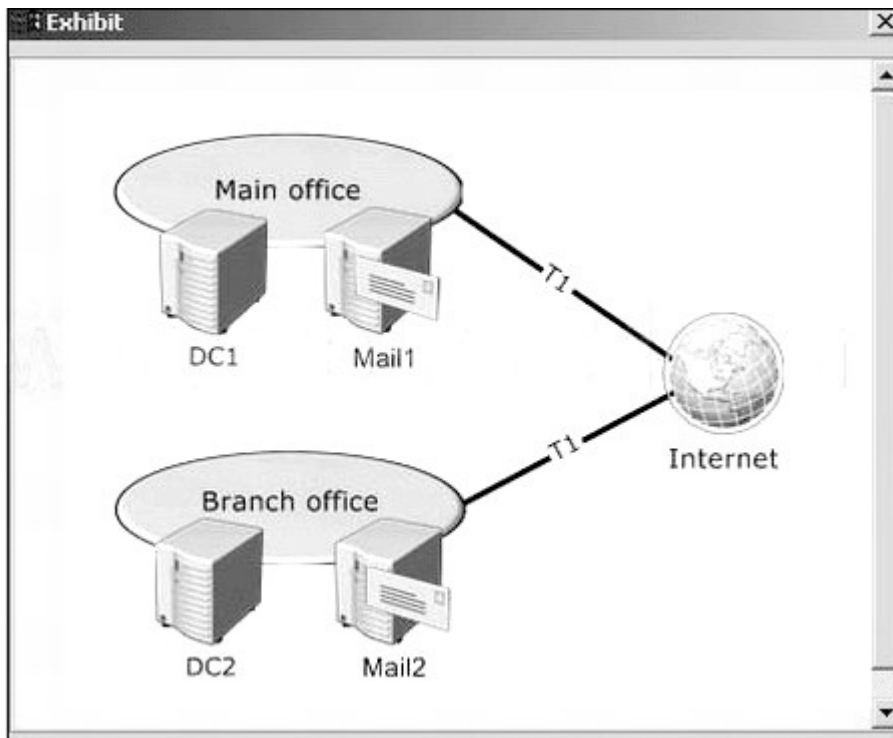 Exhibit
Main office
DC1
Mail1
T1
Internet
T1
Branch office
DC2
Mail2